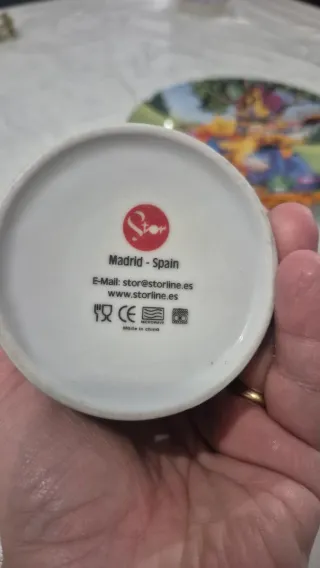 Stor
Madrid - Spain
E-Mail: stor@storline.es
www.storline.es
CE